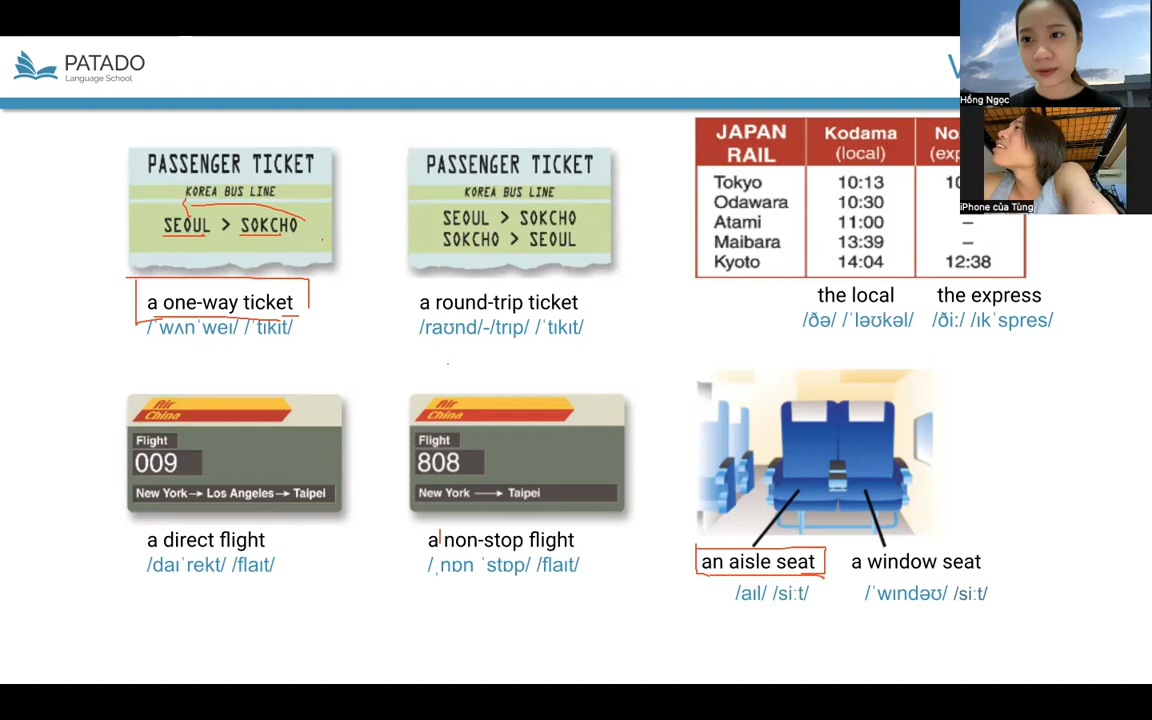 PATADO
Language School
Hồng Ngọc
iPhone của Tùng
PASSENGER TICKET
KOREA BUS LINE
SEOUL > SOKCHO
a one-way ticket
/ˈwʌnˈweɪ/ /ˈtɪkɪt/
PASSENGER TICKET
KOREA BUS LINE
SEOUL > SOKCHO
SOKCHO > SEOUL
a round-trip ticket
/raʊnd/-/trɪp/ /ˈtɪkɪt/
JAPAN RAIL Kodama (local)
Tokyo 10:13
Odawara 10:30
Atami 11:00 –
Maibara 13:39 –
Kyoto 14:04 12:38
the local the express
/ðə/ /ˈləʊkəl/ /ði:/ /ɪkˈspres/
Air China
Flight
009
New York→ Los Angeles→ Taipei
a direct flight
/daɪˈrekt/ /flaɪt/
Air China
Flight
808
New York → Taipei
a non-stop flight
/ˌnɒn ˈstɒp/ /flaɪt/
an aisle seat a window seat
/aɪl/ /siːt/ /ˈwɪndəʊ/ /siːt/